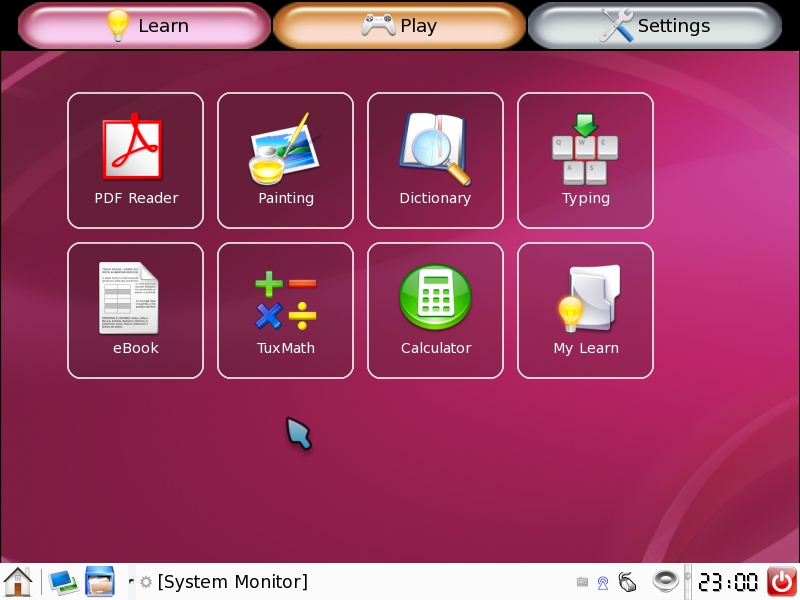 Learn
Play
Settings
PDF Reader
Painting
Dictionary
Q W E
A S
Typing
eBook
TuxMath
Calculator
My Learn
[System Monitor]
23:00